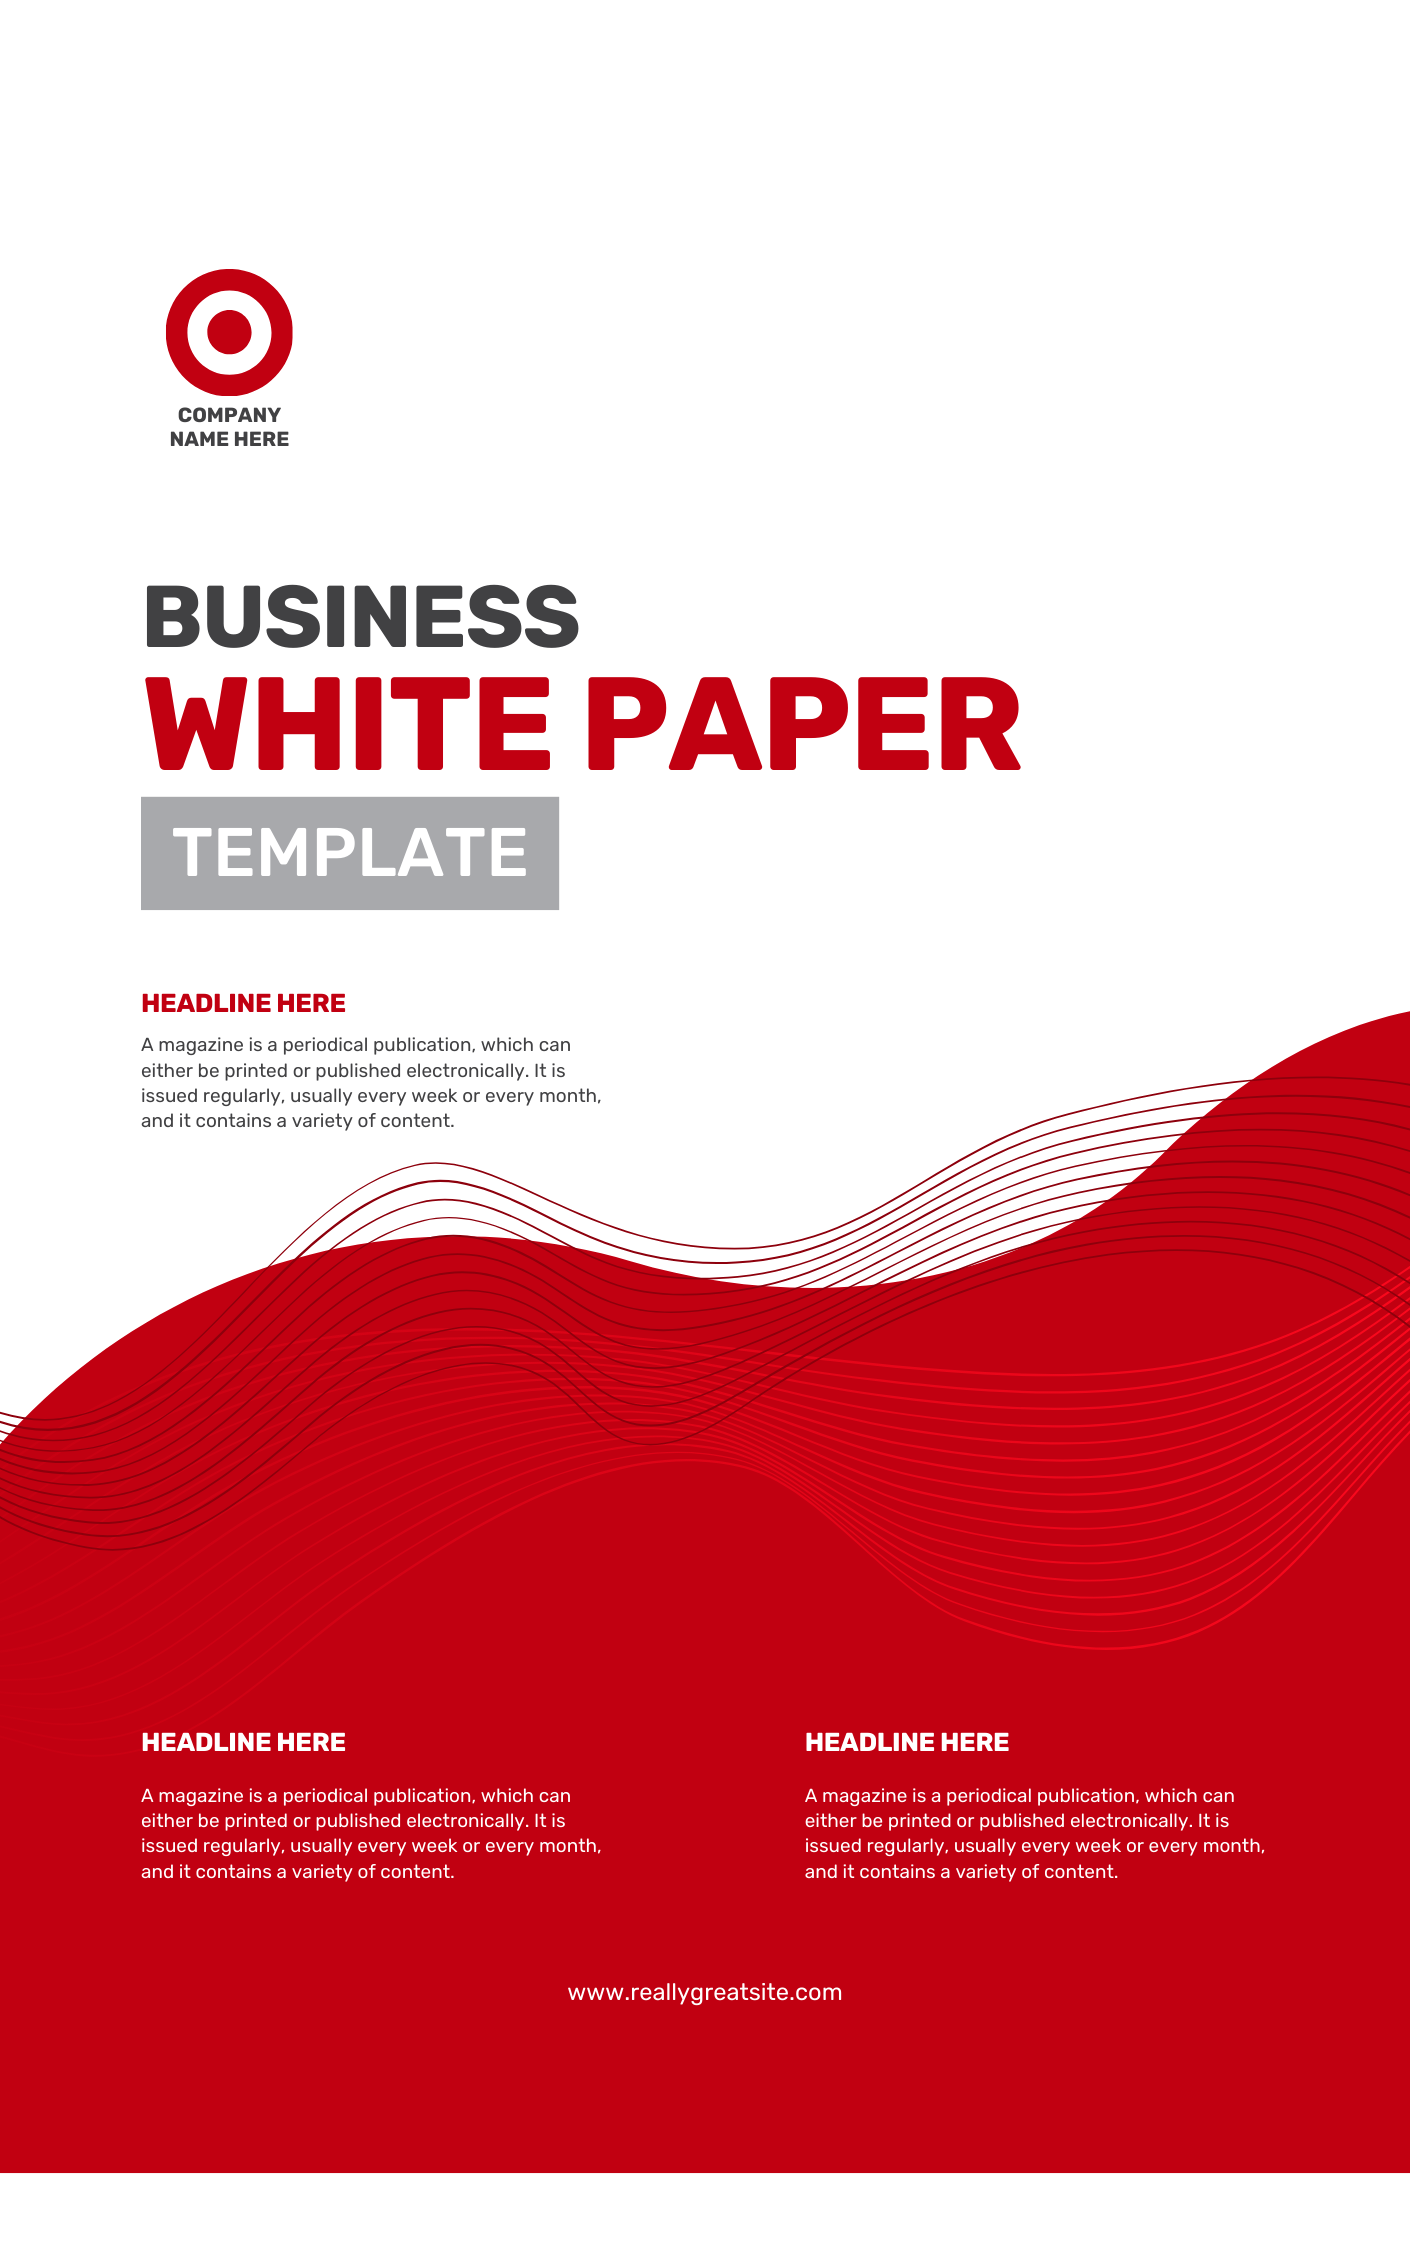 COMPANY
NAME HERE
BUSINESS
WHITE PAPER
TEMPLATE
HEADLINE HERE
A magazine is a periodical publication, which can
either be printed or published electronically. It is
issued regularly, usually every week or every month,
and it contains a variety of content.
HEADLINE HERE
A magazine is a periodical publication, which can
either be printed or published electronically. It is
issued regularly, usually every week or every month,
and it contains a variety of content.
HEADLINE HERE
A magazine is a periodical publication, which can
either be printed or published electronically. It is
issued regularly, usually every week or every month,
and it contains a variety of content.
www.reallygreatsite.com